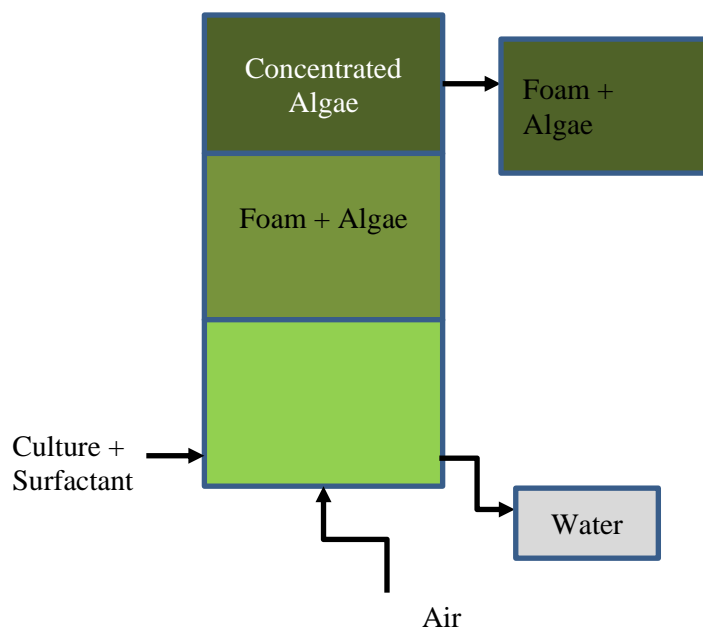 Concentrated
Algae
Foam +
Algae
Foam + Algae
Culture +
Surfactant
Water
Air